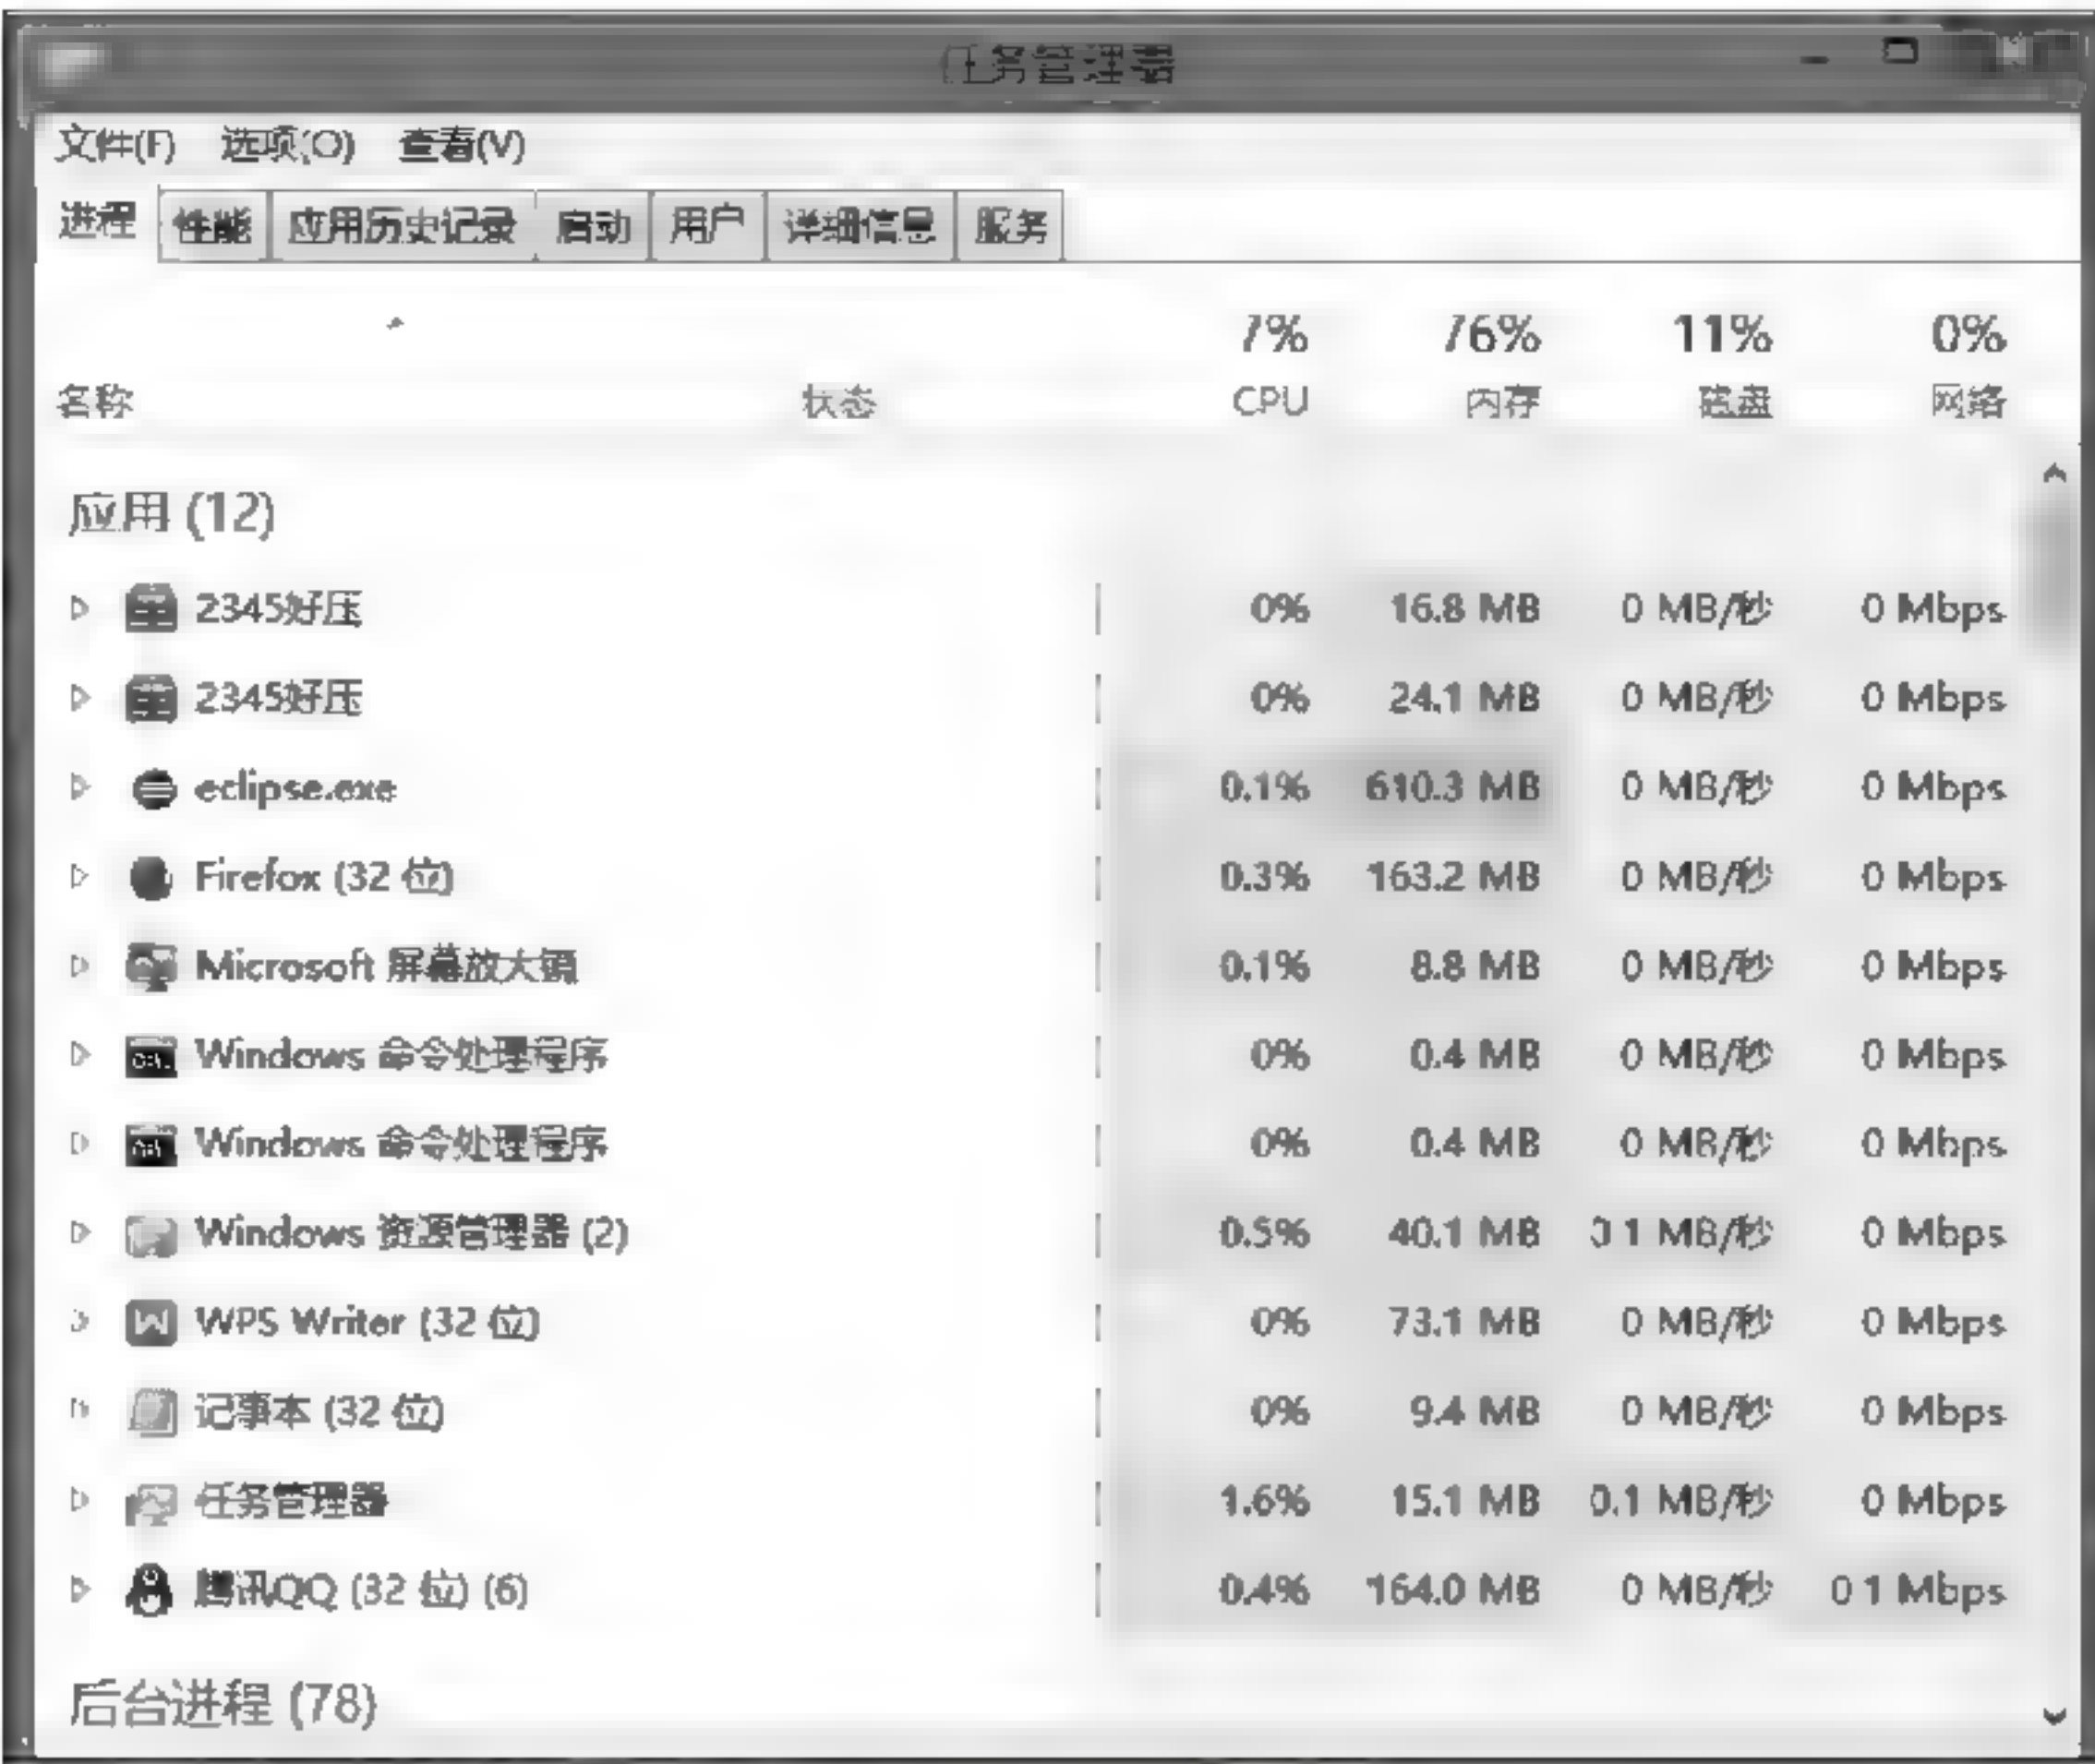 任务管理器
文件(F) 选项(O) 查看(V)
进程 性能 应用历史记录 启动 用户 详细信息 服务
7% 76% 11% 0%
名称 状态 CPU 内存 磁盘 网络
应用 (12)
2345好压 0% 16.8 MB 0 MB/秒 0 Mbps
2345好压 0% 24.1 MB 0 MB/秒 0 Mbps
eclipse.exe 0.1% 610.3 MB 0 MB/秒 0 Mbps
Firefox (32 位) 0.3% 163.2 MB 0 MB/秒 0 Mbps
Microsoft 屏幕放大镜 0.1% 8.8 MB 0 MB/秒 0 Mbps
Windows 命令处理程序 0% 0.4 MB 0 MB/秒 0 Mbps
Windows 命令处理程序 0% 0.4 MB 0 MB/秒 0 Mbps
Windows 资源管理器 (2) 0.5% 40.1 MB 0.1 MB/秒 0 Mbps
WPS Writer (32 位) 0% 73.1 MB 0 MB/秒 0 Mbps
记事本 (32 位) 0% 9.4 MB 0 MB/秒 0 Mbps
任务管理器 1.6% 15.1 MB 0.1 MB/秒 0 Mbps
腾讯QQ (32 位) (6) 0.4% 164.0 MB 0 MB/秒 0.1 Mbps
后台进程 (78)